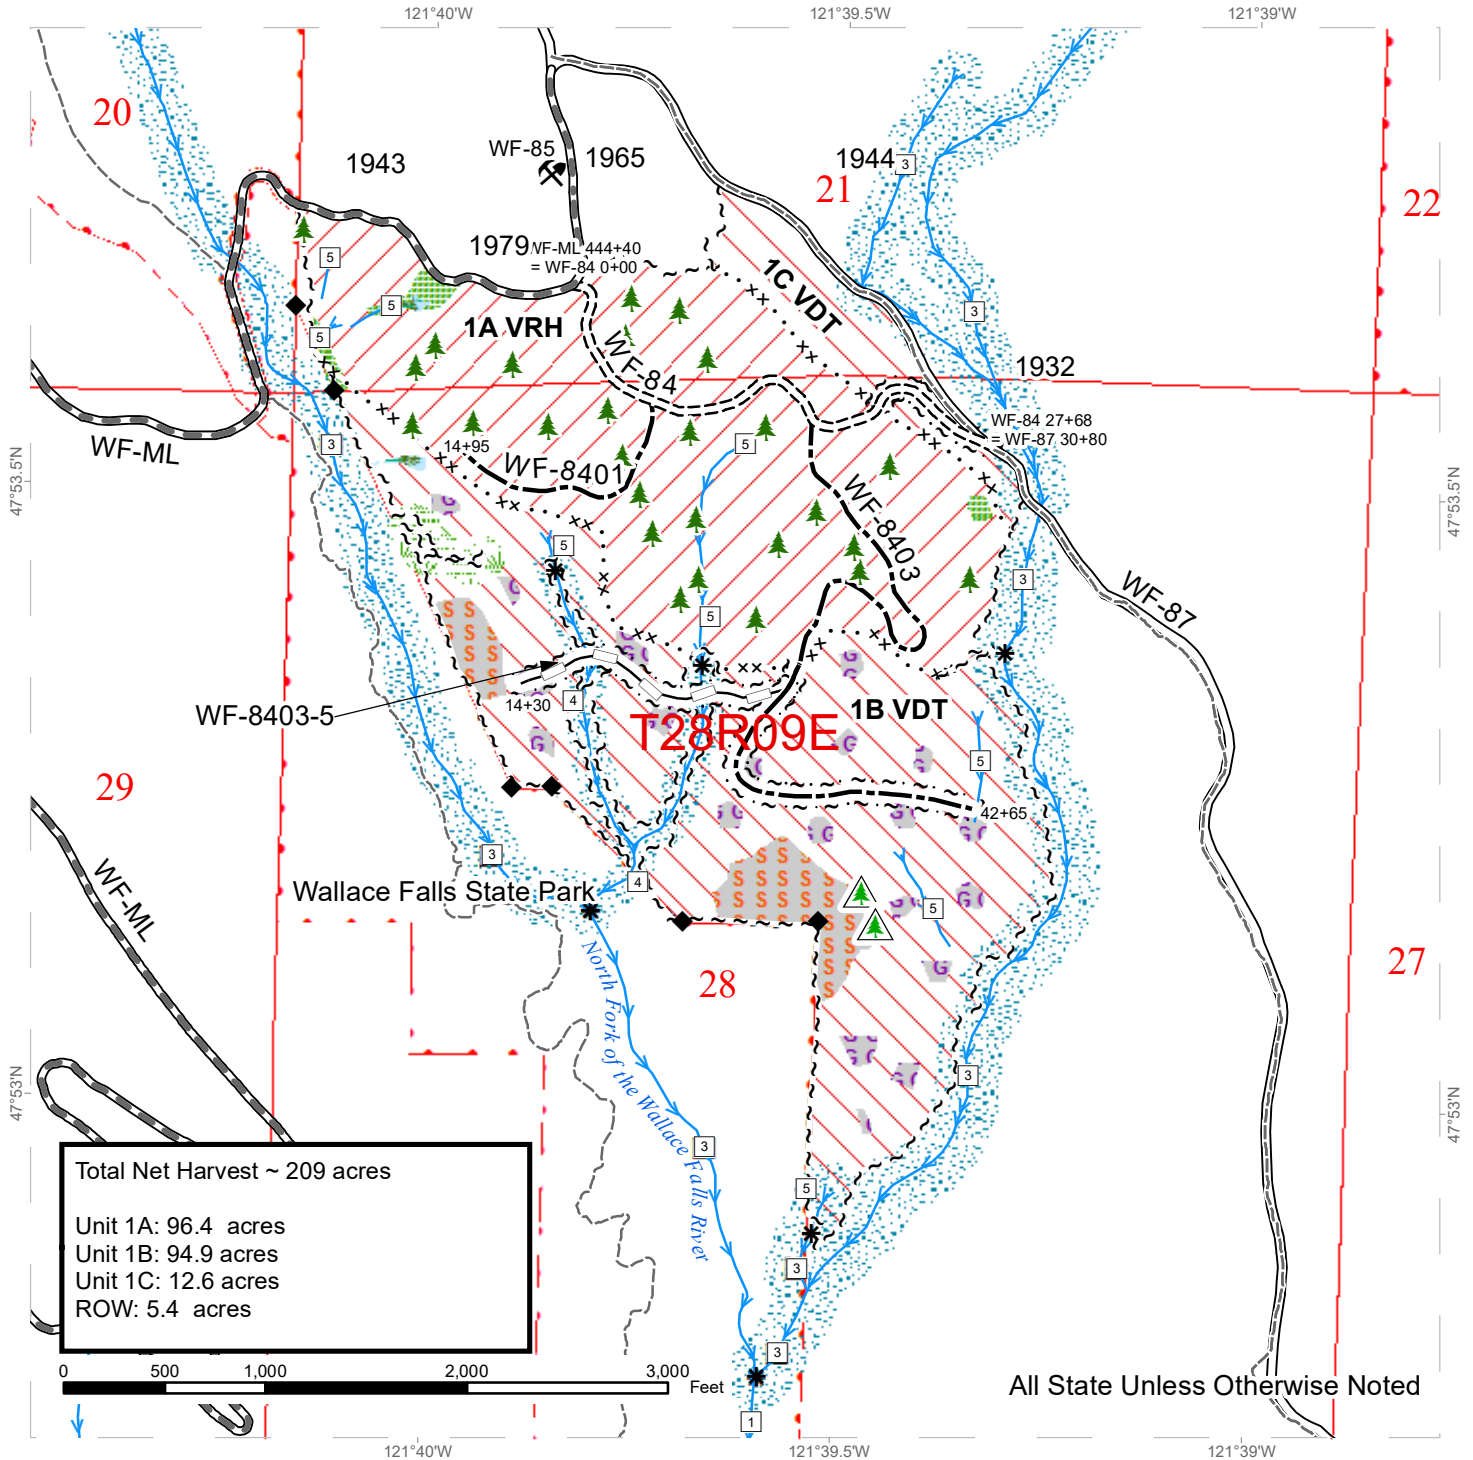 121°40'W
121°39.5'W
121°39'W
20
1943
WF-85
1965
1944
3
21
22
5
1979
WF-ML 444+40
= WF-84 0+00
1C VDT
5
3
5
1A VRH
WF-84
1932
WF-84 27+68
= WF-87 30+80
WF-ML
3
14+95
5
WF-8401
WF-8403
47°53.5'N
47°53.5'N
G
5
3
WF-87
G
S S
S S
S S
S S
S
5
G G
G
WF-8403-5
14+30
4
G
G
1B VDT
T28R09E
G
G
G
5
29
G
42+65
G G
G G
G G
G G
WF-ML
3
S S
S S S S
S S S S S
S S S S S
4
Wallace Falls State Park
G G
5
G G
S S
S S
S
G
28
27
North Fork of the Wallace Falls River
G G
G G
G G
3
47°53'N
47°53'N
G
3
Total Net Harvest ~ 209 acres
Unit 1A: 96.4 acres
Unit 1B: 94.9 acres
Unit 1C: 12.6 acres
ROW: 5.4 acres
5
3
3
0 500 1,000 2,000 3,000
Feet
All State Unless Otherwise Noted
1
121°40'W
121°39.5'W
121°39'W